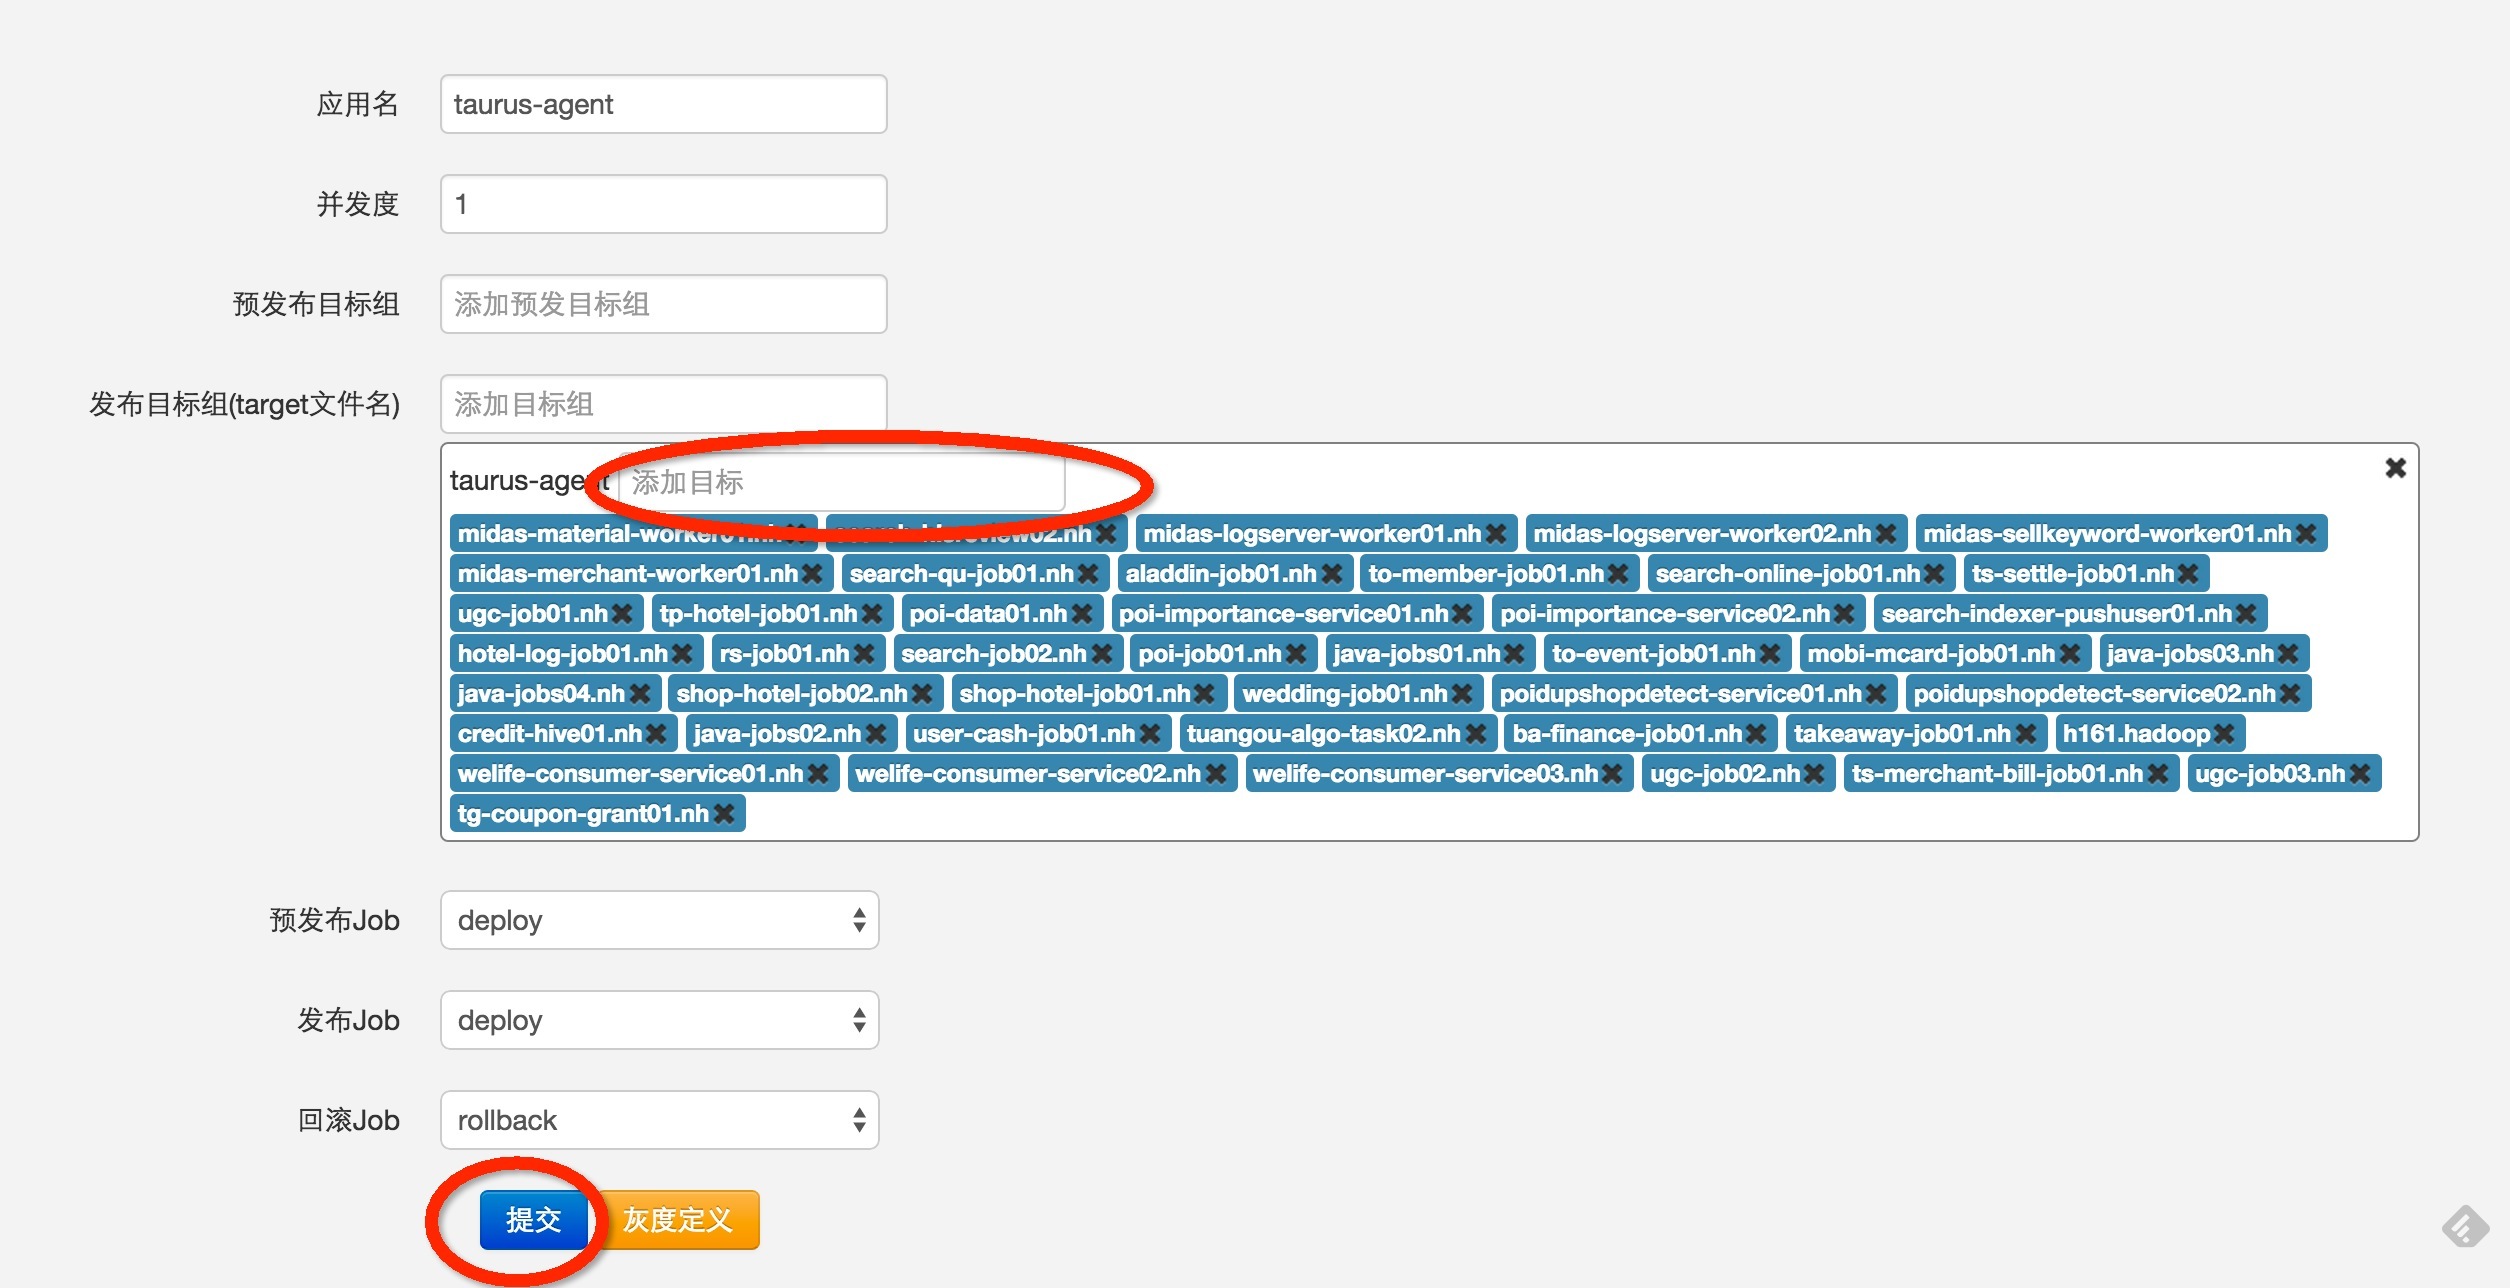 应用名 taurus-agent
并发度 1
预发布目标组 添加预发目标组
发布目标组(target文件名) 添加目标组
taurus-agent 添加目标
midas-material-worker01.nh midas-logserver-worker01.nh midas-logserver-worker02.nh midas-sellkeyword-worker01.nh
midas-merchant-worker01.nh search-qu-job01.nh aladdin-job01.nh to-member-job01.nh search-online-job01.nh ts-settle-job01.nh
ugc-job01.nh tp-hotel-job01.nh poi-data01.nh poi-importance-service01.nh poi-importance-service02.nh search-indexer-pushuser01.nh
hotel-log-job01.nh rs-job01.nh search-job02.nh poi-job01.nh java-jobs01.nh to-event-job01.nh mobi-mcard-job01.nh java-jobs03.nh
java-jobs04.nh shop-hotel-job02.nh shop-hotel-job01.nh wedding-job01.nh poidupshopdetect-service01.nh poidupshopdetect-service02.nh
credit-hive01.nh java-jobs02.nh user-cash-job01.nh tuangou-algo-task02.nh ba-finance-job01.nh takeaway-job01.nh h161.hadoop
welife-consumer-service01.nh welife-consumer-service02.nh welife-consumer-service03.nh ugc-job02.nh ts-merchant-bill-job01.nh ugc-job03.nh
tg-coupon-grant01.nh
预发布Job deploy
发布Job deploy
回滚Job rollback
提交 灰度定义